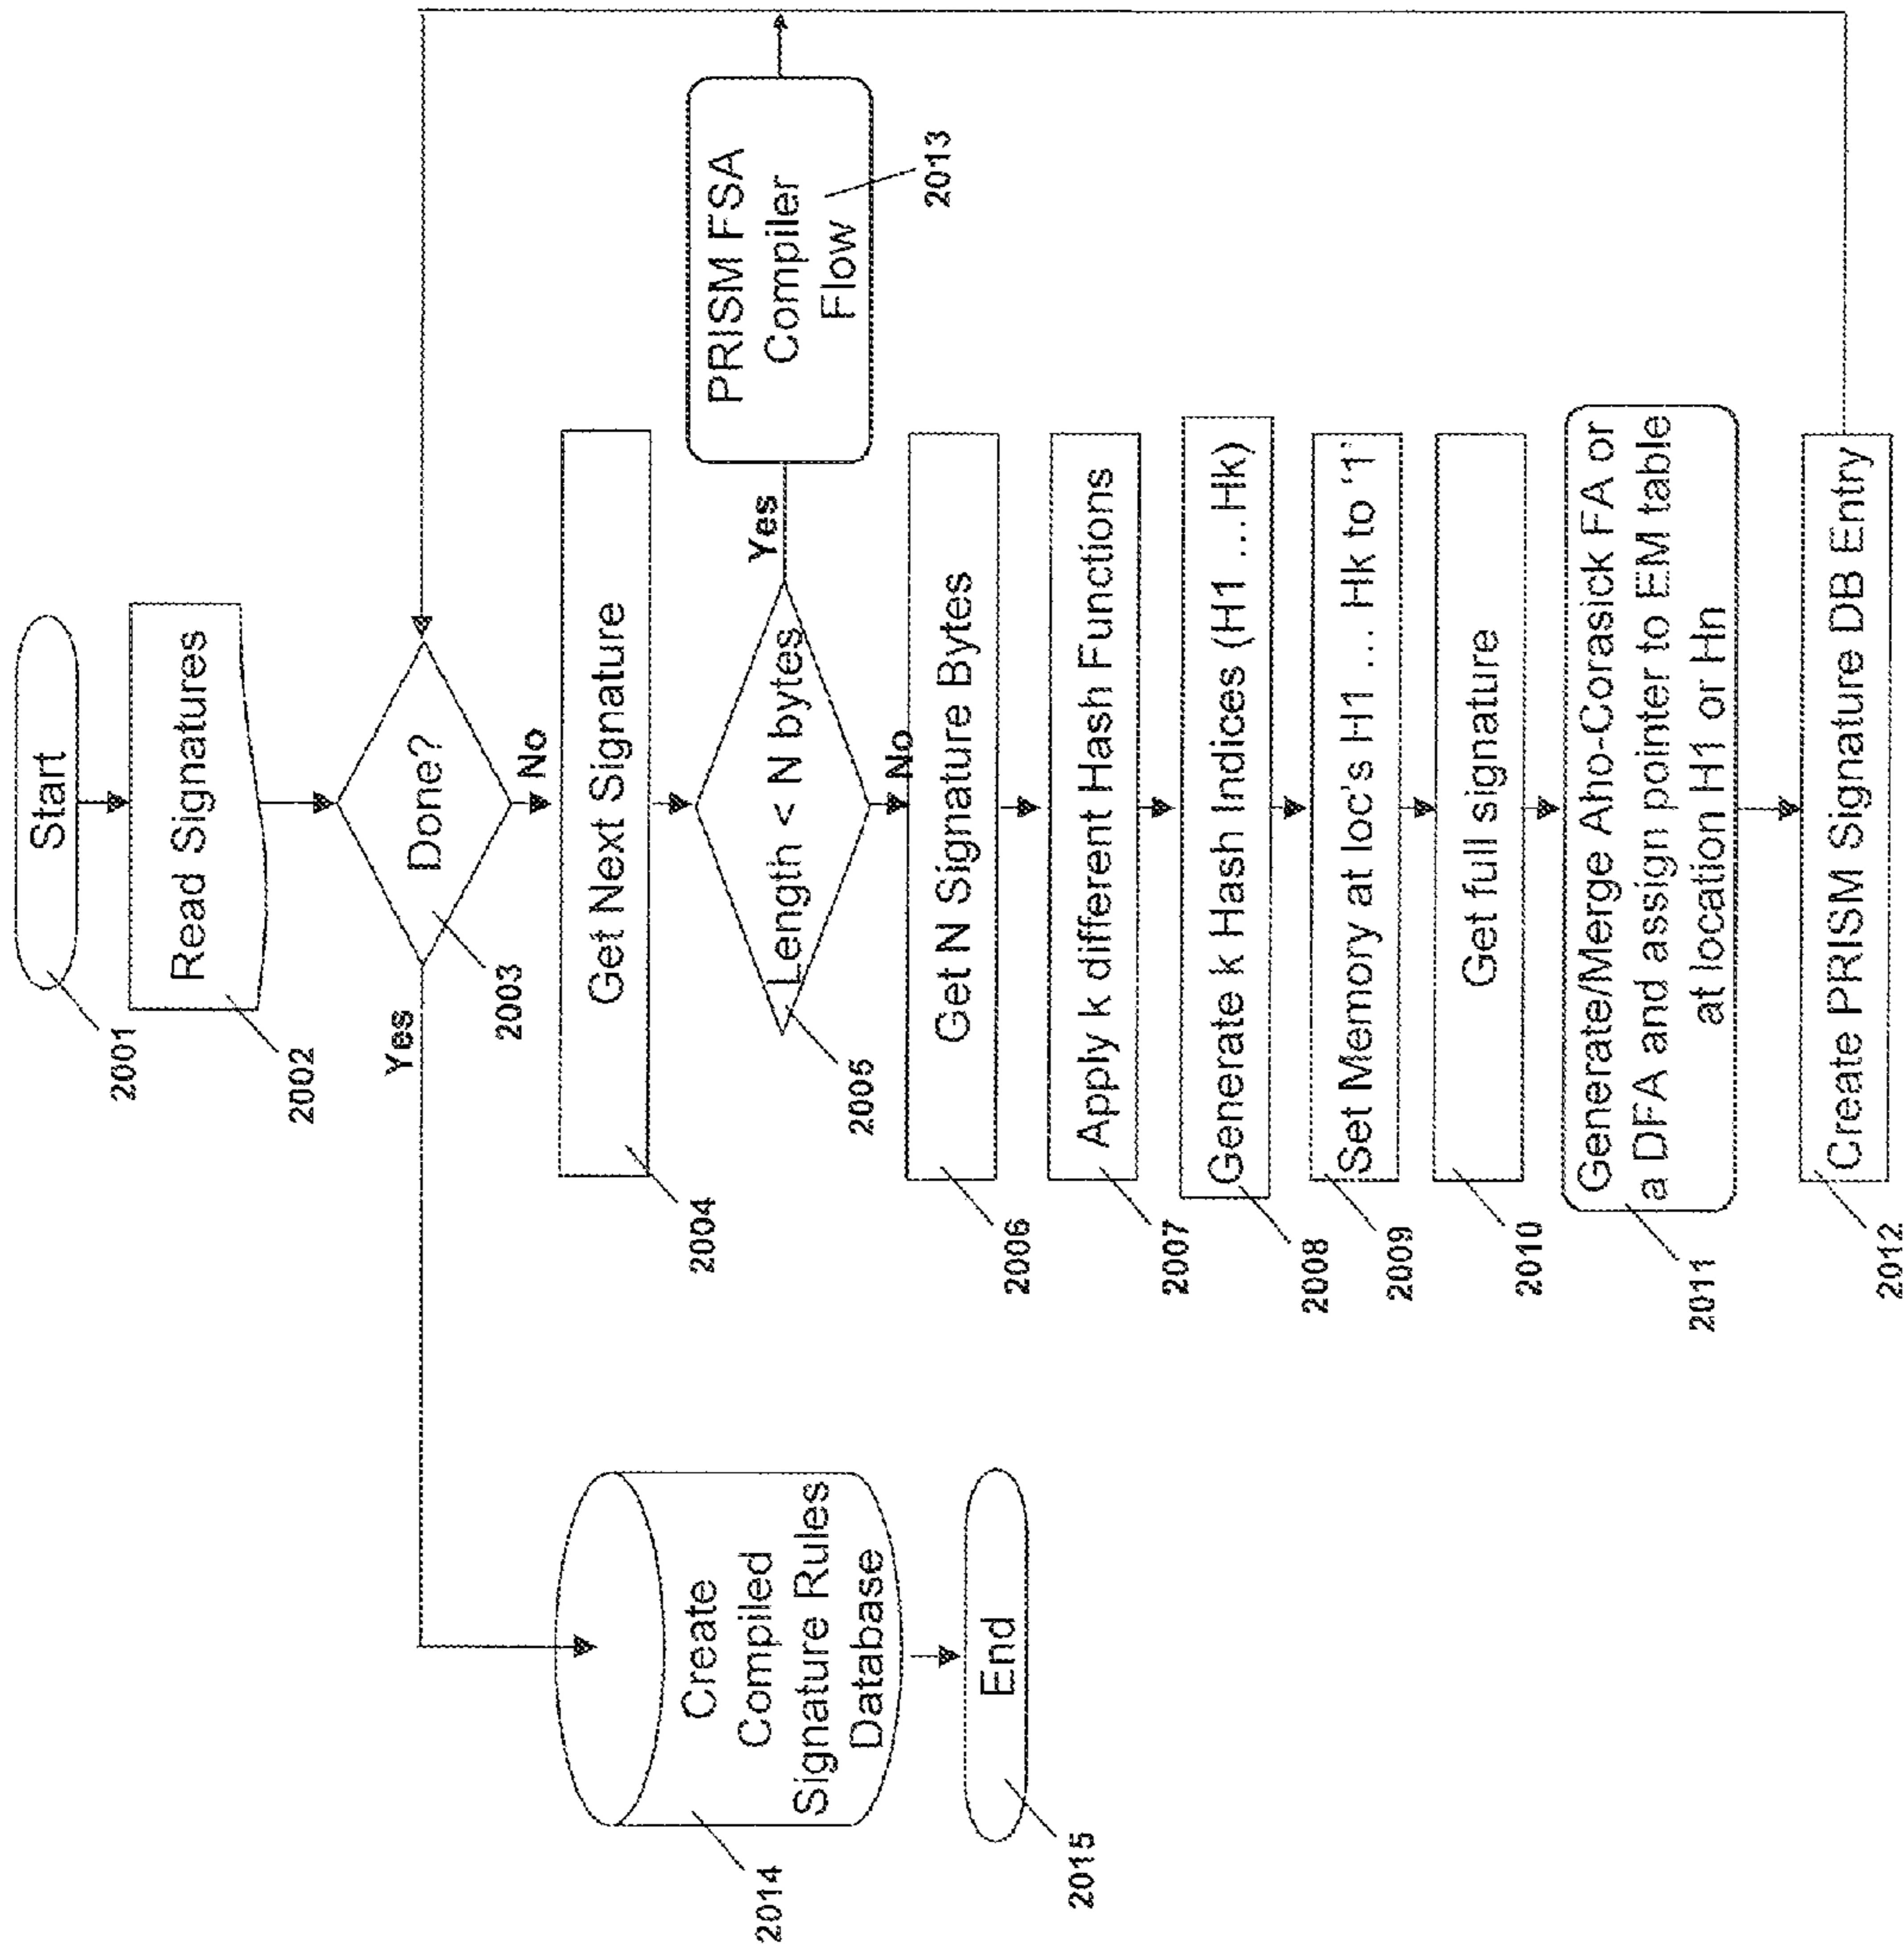 Start
2001
Read Signatures
2002
Done?
2003
Yes
No
Get Next Signature
2004
Length < N bytes
2005
Yes
No
PRISM FSA
Compiler
Flow
2013
Get N Signature Bytes
2006
Apply k different Hash Functions
2007
Generate k Hash Indices (H1 ...Hk)
2008
Set Memory at loc's H1 ... Hk to '1'
2009
Get full signature
2010
Generate/Merge Aho-Corasick FA or
a DFA and assign pointer to EM table
at location H1 or Hn
2011
Create PRISM Signature DB Entry
2012
Create
Compiled
Signature Rules
Database
2014
End
2015